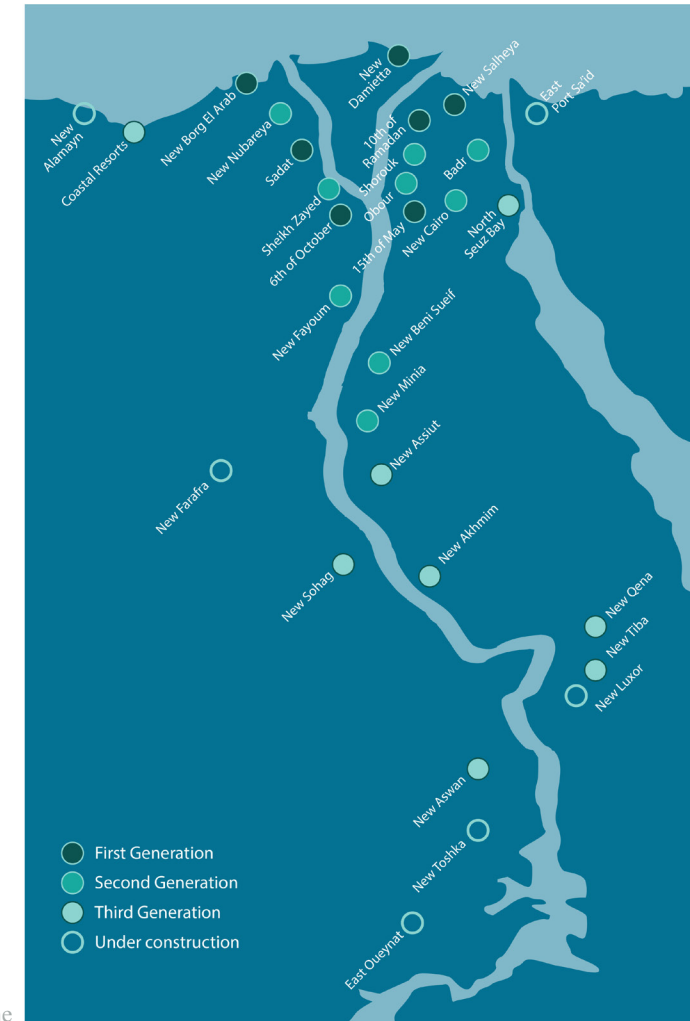 New
Damietta
New Salheya
East
Port Sa'id
New Borg El Arab
New
Alamayn
Coastal Resorts
New Nubareya
Sadat
10th of
Ramadan
Shorouk
Badr
Obour
Sheikh Zayed
6th of October
15th of May
New Cairo
North
Seuz Bay
New Fayoum
New Beni Sueif
New Minia
New Assiut
New Farafra
New Akhmim
New Sohag
New Qena
New Tiba
New Luxor
New Aswan
New Toshka
East Oueynat
First Generation
Second Generation
Third Generation
Under construction
e